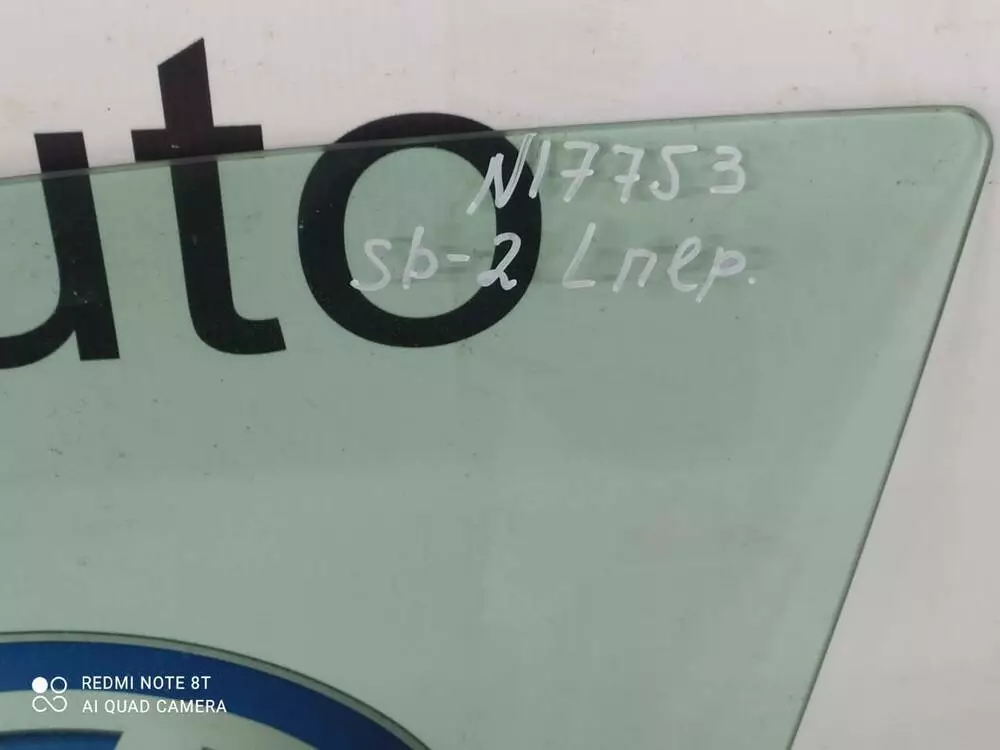 uto
N17753
Sb-2 Lпер.
REDMI NOTE 8T
AI QUAD CAMERA